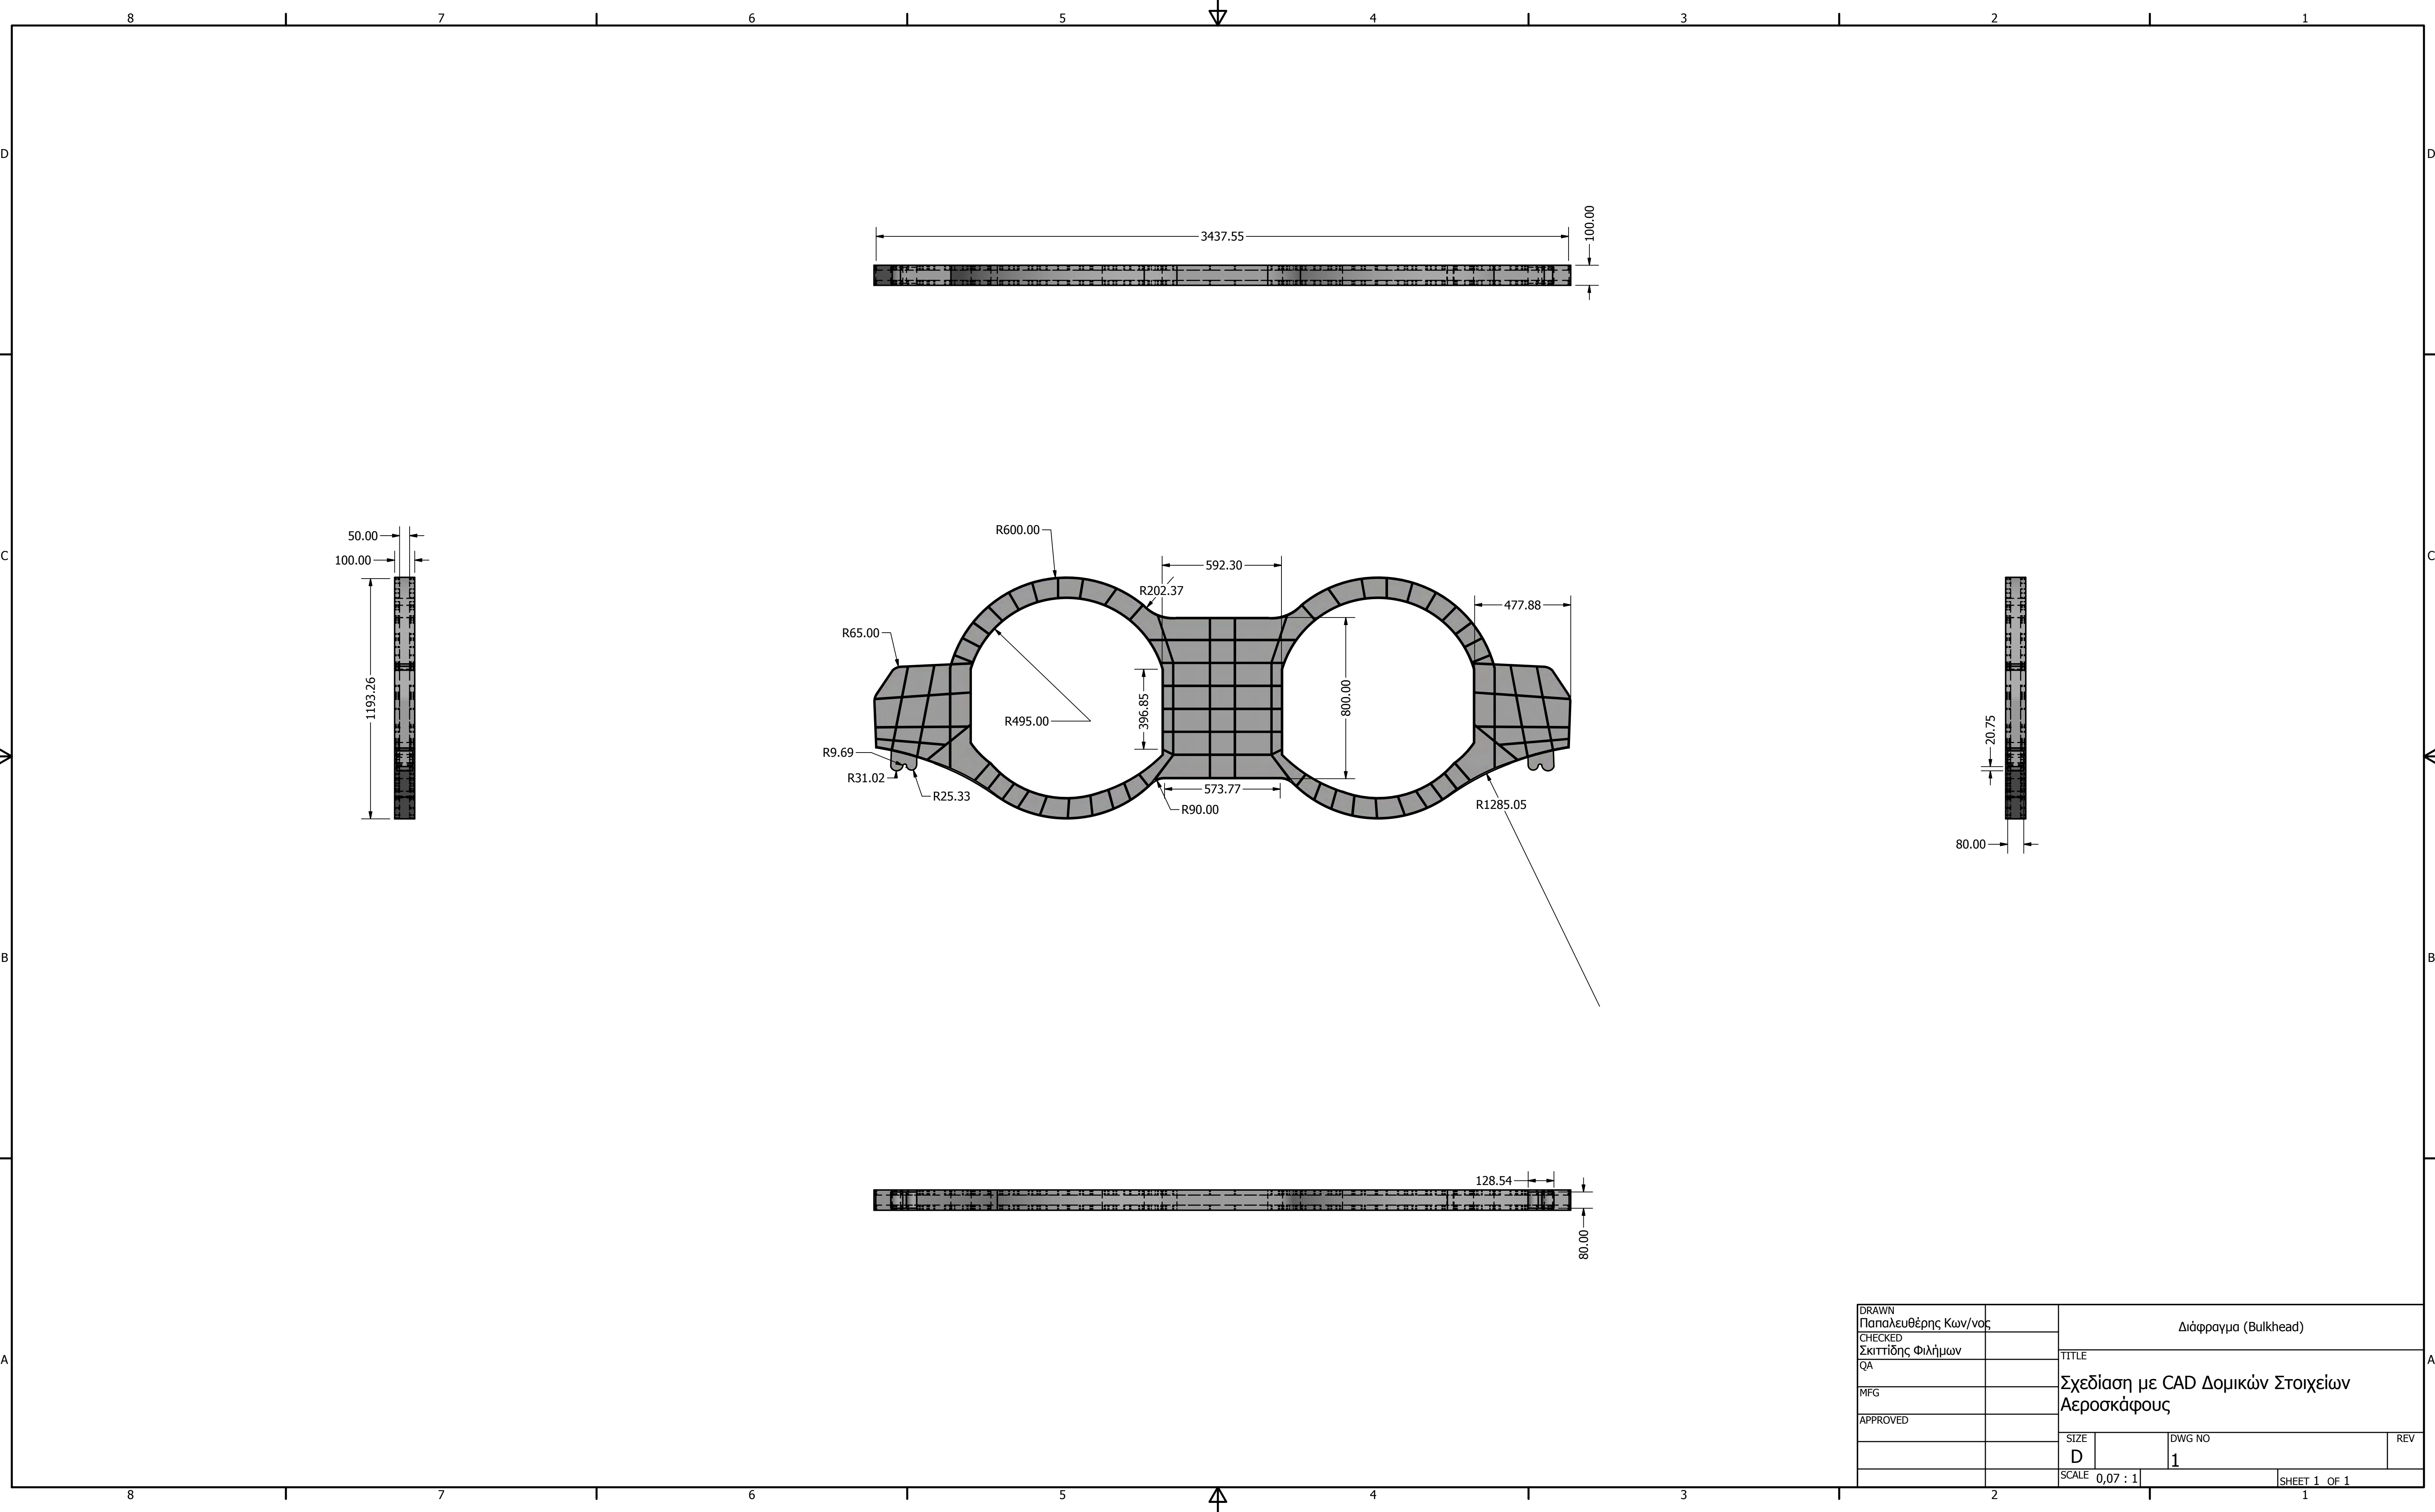 8 7 6 5 4 3 2 1
D D
3437.55
100.00
50.00
100.00
1193.26
C C
R600.00
592.30
R202.37
477.88
R65.00
396.85
800.00
R495.00
R9.69
R31.02
R25.33
573.77
R90.00
R1285.05
20.75
80.00
B B
128.54
80.00
A A
DRAWN
Παπαλευθέρης Κων/νος
CHECKED
Σκιττίδης Φιλήμων
QA
MFG
APPROVED
Διάφραγμα (Bulkhead)
TITLE
Σχεδίαση με CAD Δομικών Στοιχείων
Αεροσκάφους
SIZE
D
DWG NO
1
REV
SCALE 0,07 : 1
SHEET 1 OF 1
8 7 6 5 4 3 2 1